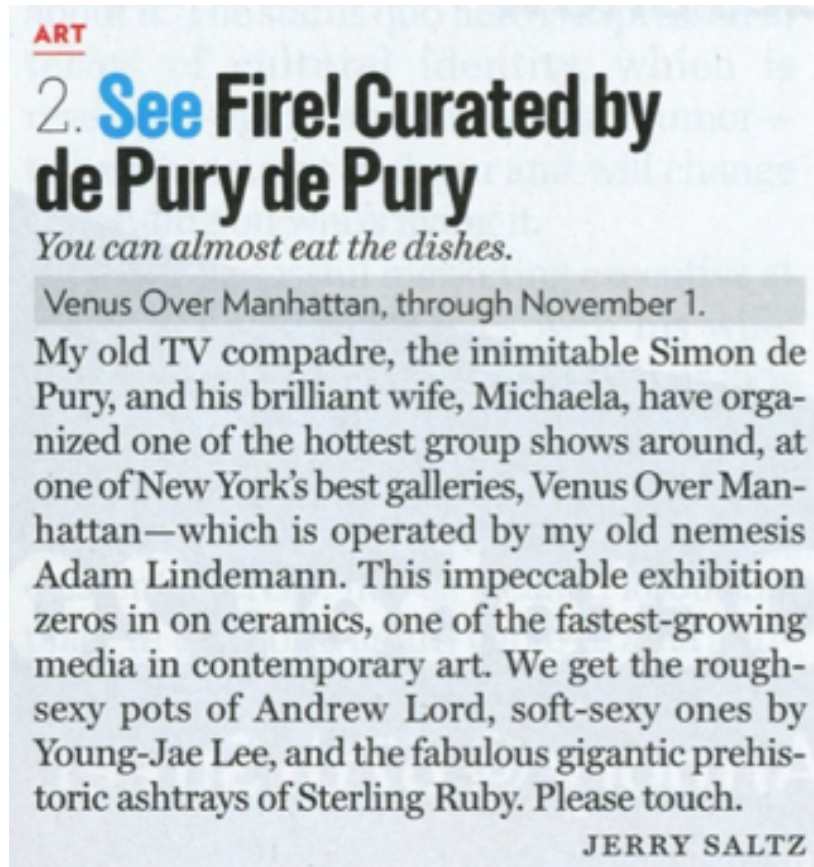 ART
2. See Fire! Curated by
de Pury de Pury
You can almost eat the dishes.
Venus Over Manhattan, through November 1.
My old TV compadre, the inimitable Simon de
Pury, and his brilliant wife, Michaela, have orga-
nized one of the hottest group shows around, at
one of New York's best galleries, Venus Over Man-
hattan—which is operated by my old nemesis
Adam Lindemann. This impeccable exhibition
zeros in on ceramics, one of the fastest-growing
media in contemporary art. We get the rough-
sexy pots of Andrew Lord, soft-sexy ones by
Young-Jae Lee, and the fabulous gigantic prehis-
toric ashtrays of Sterling Ruby. Please touch.
JERRY SALTZ